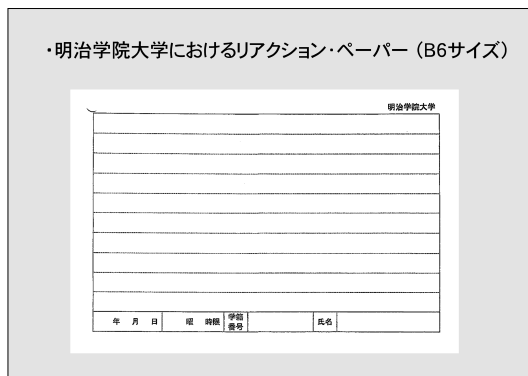 ・明治学院大学におけるリアクション・ペーパー（B6サイズ）
明治学院大学
年 月 日 曜 時限 学籍番号 氏名